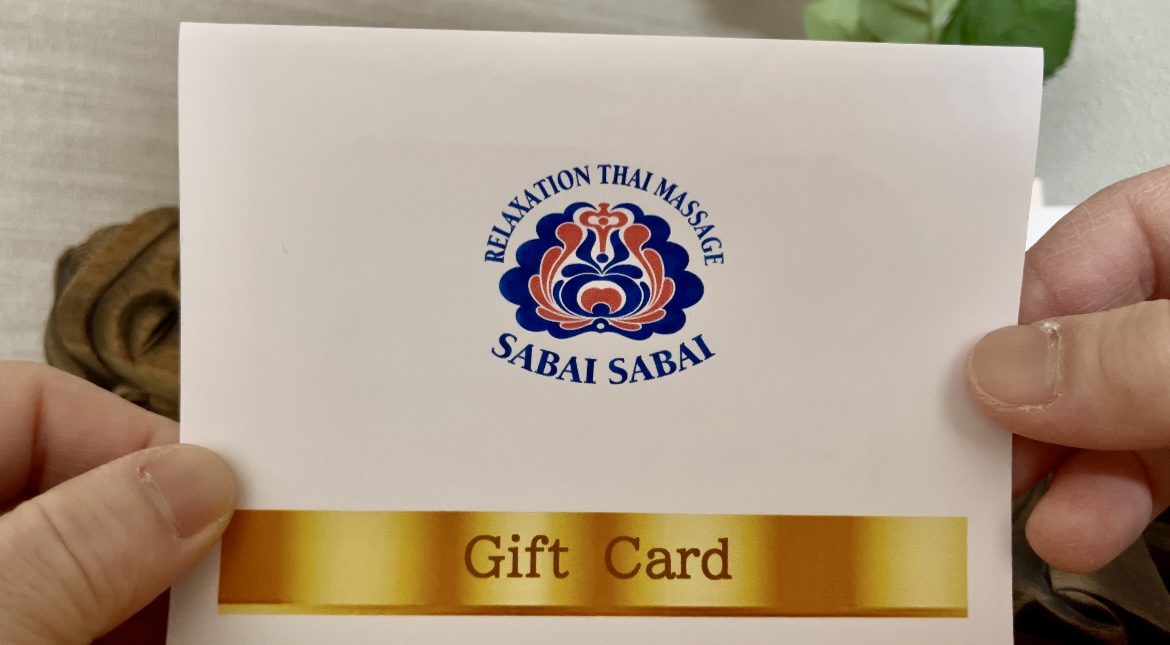 RELAXATION THAI MASSAGE
SABAI SABAI
Gift Card